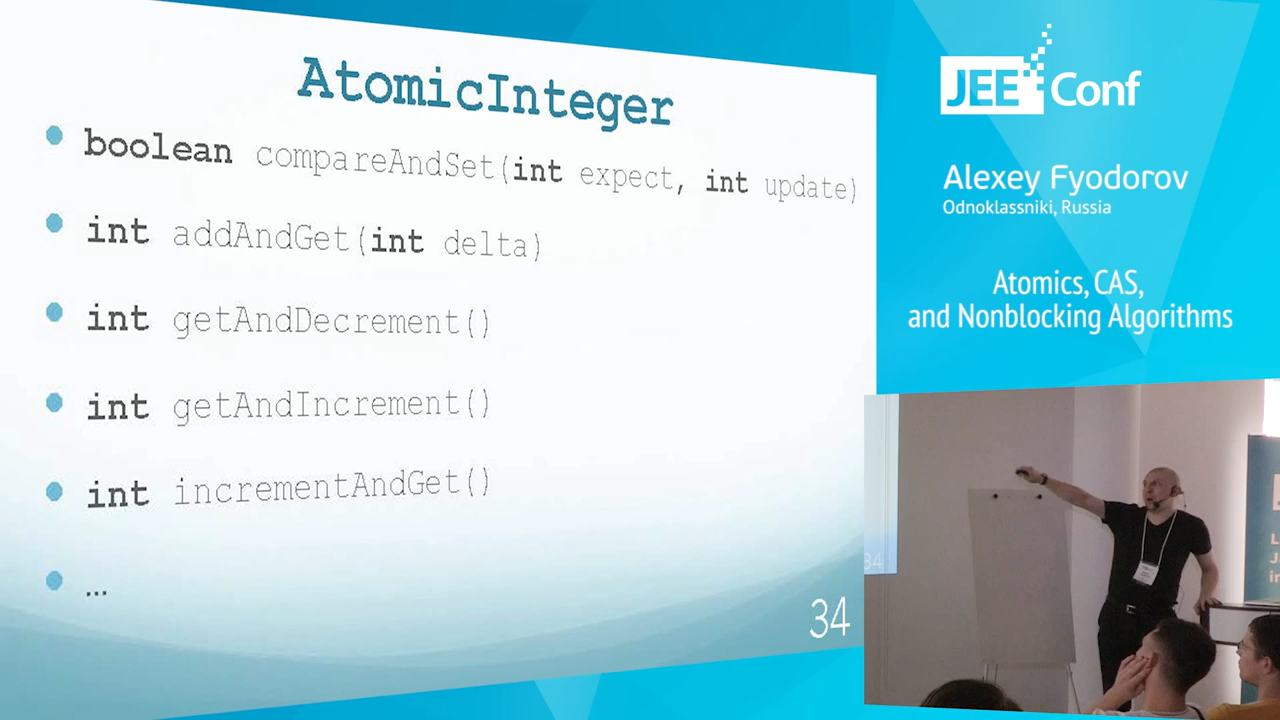 AtomicInteger
• boolean compareAndSet(int expect, int update)
• int addAndGet(int delta)
• int getAndDecrement()
• int getAndIncrement()
• int incrementAndGet()
• …
34
JEE Conf
Alexey Fyodorov
Odnoklassniki, Russia
Atomics, CAS,
and Nonblocking Algorithms
34